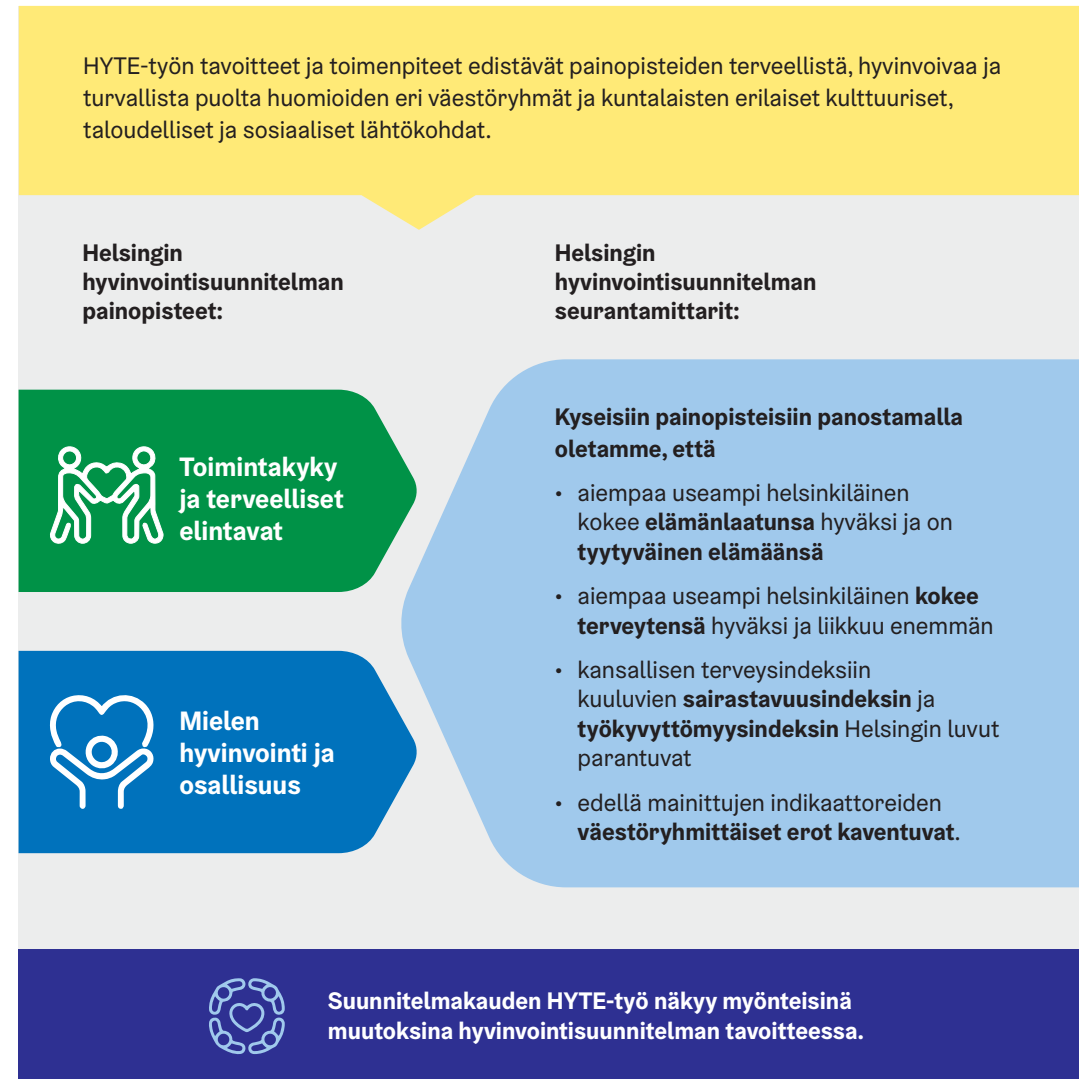 HYTE-työn tavoitteet ja toimenpiteet edistävät painopisteiden terveellistä, hyvinvoivaa ja
turvallista puolta huomioiden eri väestöryhmät ja kuntalaisten erilaiset kulttuuriset,
taloudelliset ja sosiaaliset lähtökohdat.
Helsingin
hyvinvointisuunnitelman
painopisteet:
Toimintakyky
ja terveelliset
elintavat
Mielen
hyvinvointi ja
osallisuus
Helsingin
hyvinvointisuunnitelman
seurantamittarit:
Kyseisiin painopisteisiin panostamalla
oletamme, että
• aiempaa useampi helsinkiläinen
kokee elämänlaatunsa hyväksi ja on
tyytyväinen elämäänsä
• aiempaa useampi helsinkiläinen kokee
terveytensä hyväksi ja liikkuu enemmän
• kansallisen terveysindeksiin
kuuluvien sairastavuusindeksin ja
työkyvyttömyysindeksin Helsingin luvut
parantuvat
• edellä mainittujen indikaattoreiden
väestöryhmittäiset erot kaventuvat.
Suunnitelmakauden HYTE-työ näkyy myönteisinä
muutoksina hyvinvointisuunnitelman tavoitteessa.